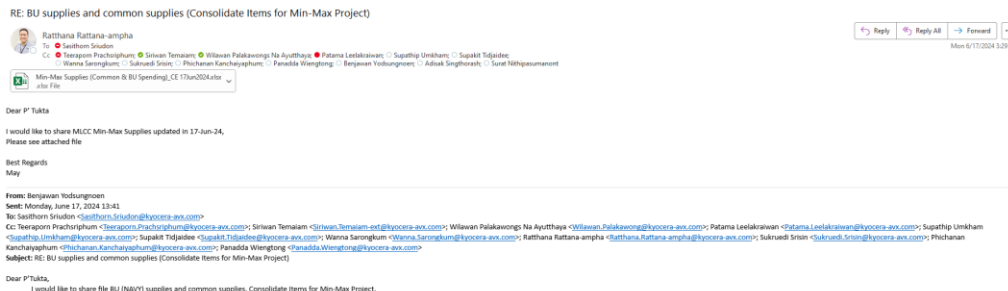 RE: BU supplies and common supplies (Consolidate Items for Min-Max Project)
Ratthana Rattana-ampha
To Sasithorn Sriudon
Cc Teeraporn Prachsriphum; Siriwan Temaiam; Wilawan Palakawongs Na Ayutthaya; Patama Leelakraiwan; Supathip Umkham; Supakit Tidjaidee;
Wanna Sarongkum; Sukruedi Srisin; Phichanan Kanchaiyaphum; Panadda Wiengtong; Benjawan Yodsungnoen; Adisak Singthorash; Surat Nithipasumanont
Reply Reply All Forward
Mon 6/17/2024 3:29
Min-Max Supplies (Common & BU Spending)_CE 17Jun2024.xlsx
.xlsx File
Dear P' Tukta
I would like to share MLCC Min-Max Supplies updated in 17-Jun-24,
Please see attached file
Best Regards
May
From: Benjawan Yodsungnoen
Sent: Monday, June 17, 2024 13:41
To: Sasithorn Sriudon <Sasithorn.Sriudon@kyocera-avx.com>
Cc: Teeraporn Prachsriphum <Teeraporn.Prachsriphum@kyocera-avx.com>; Siriwan Temaiam <Siriwan.Temaiam-ext@kyocera-avx.com>; Wilawan Palakawongs Na Ayutthaya <Wilawan.Palakawong@kyocera-avx.com>; Patama Leelakraiwan <Patama.Leelakraiwan@kyocera-avx.com>; Supathip Umkham
<Supathip.Umkham@kyocera-avx.com>; Supakit Tidjaidee <Supakit.Tidjaidee@kyocera-avx.com>; Wanna Sarongkum <Wanna.Sarongkum@kyocera-avx.com>; Ratthana Rattana-ampha <Ratthana.Rattana-ampha@kyocera-avx.com>; Sukruedi Srisin <Sukruedi.Srisin@kyocera-avx.com>; Phichanan
Kanchaiyaphum <Phichanan.Kanchaiyaphum@kyocera-avx.com>; Panadda Wiengtong <Panadda.Wiengtong@kyocera-avx.com>
Subject: RE: BU supplies and common supplies (Consolidate Items for Min-Max Project)
Dear P'Tukta,
I would like to share file BU (NAVY) supplies and common supplies. Consolidate Items for Min-Max Project.